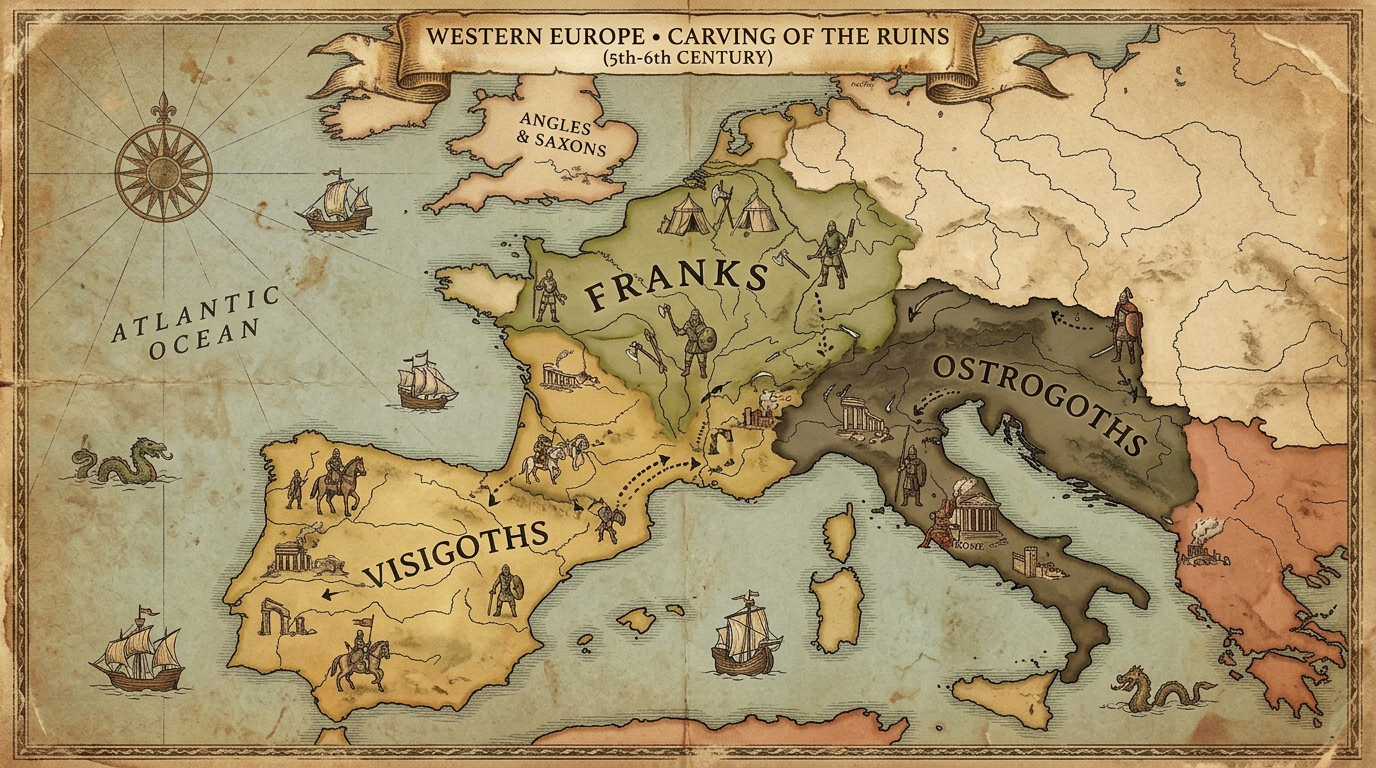 WESTERN EUROPE • CARVING OF THE RUINS
(5th-6th CENTURY)
ANGLES
& SAXONS
ATLANTIC
OCEAN
FRANKS
OSTROGOTHS
VISIGOTHS